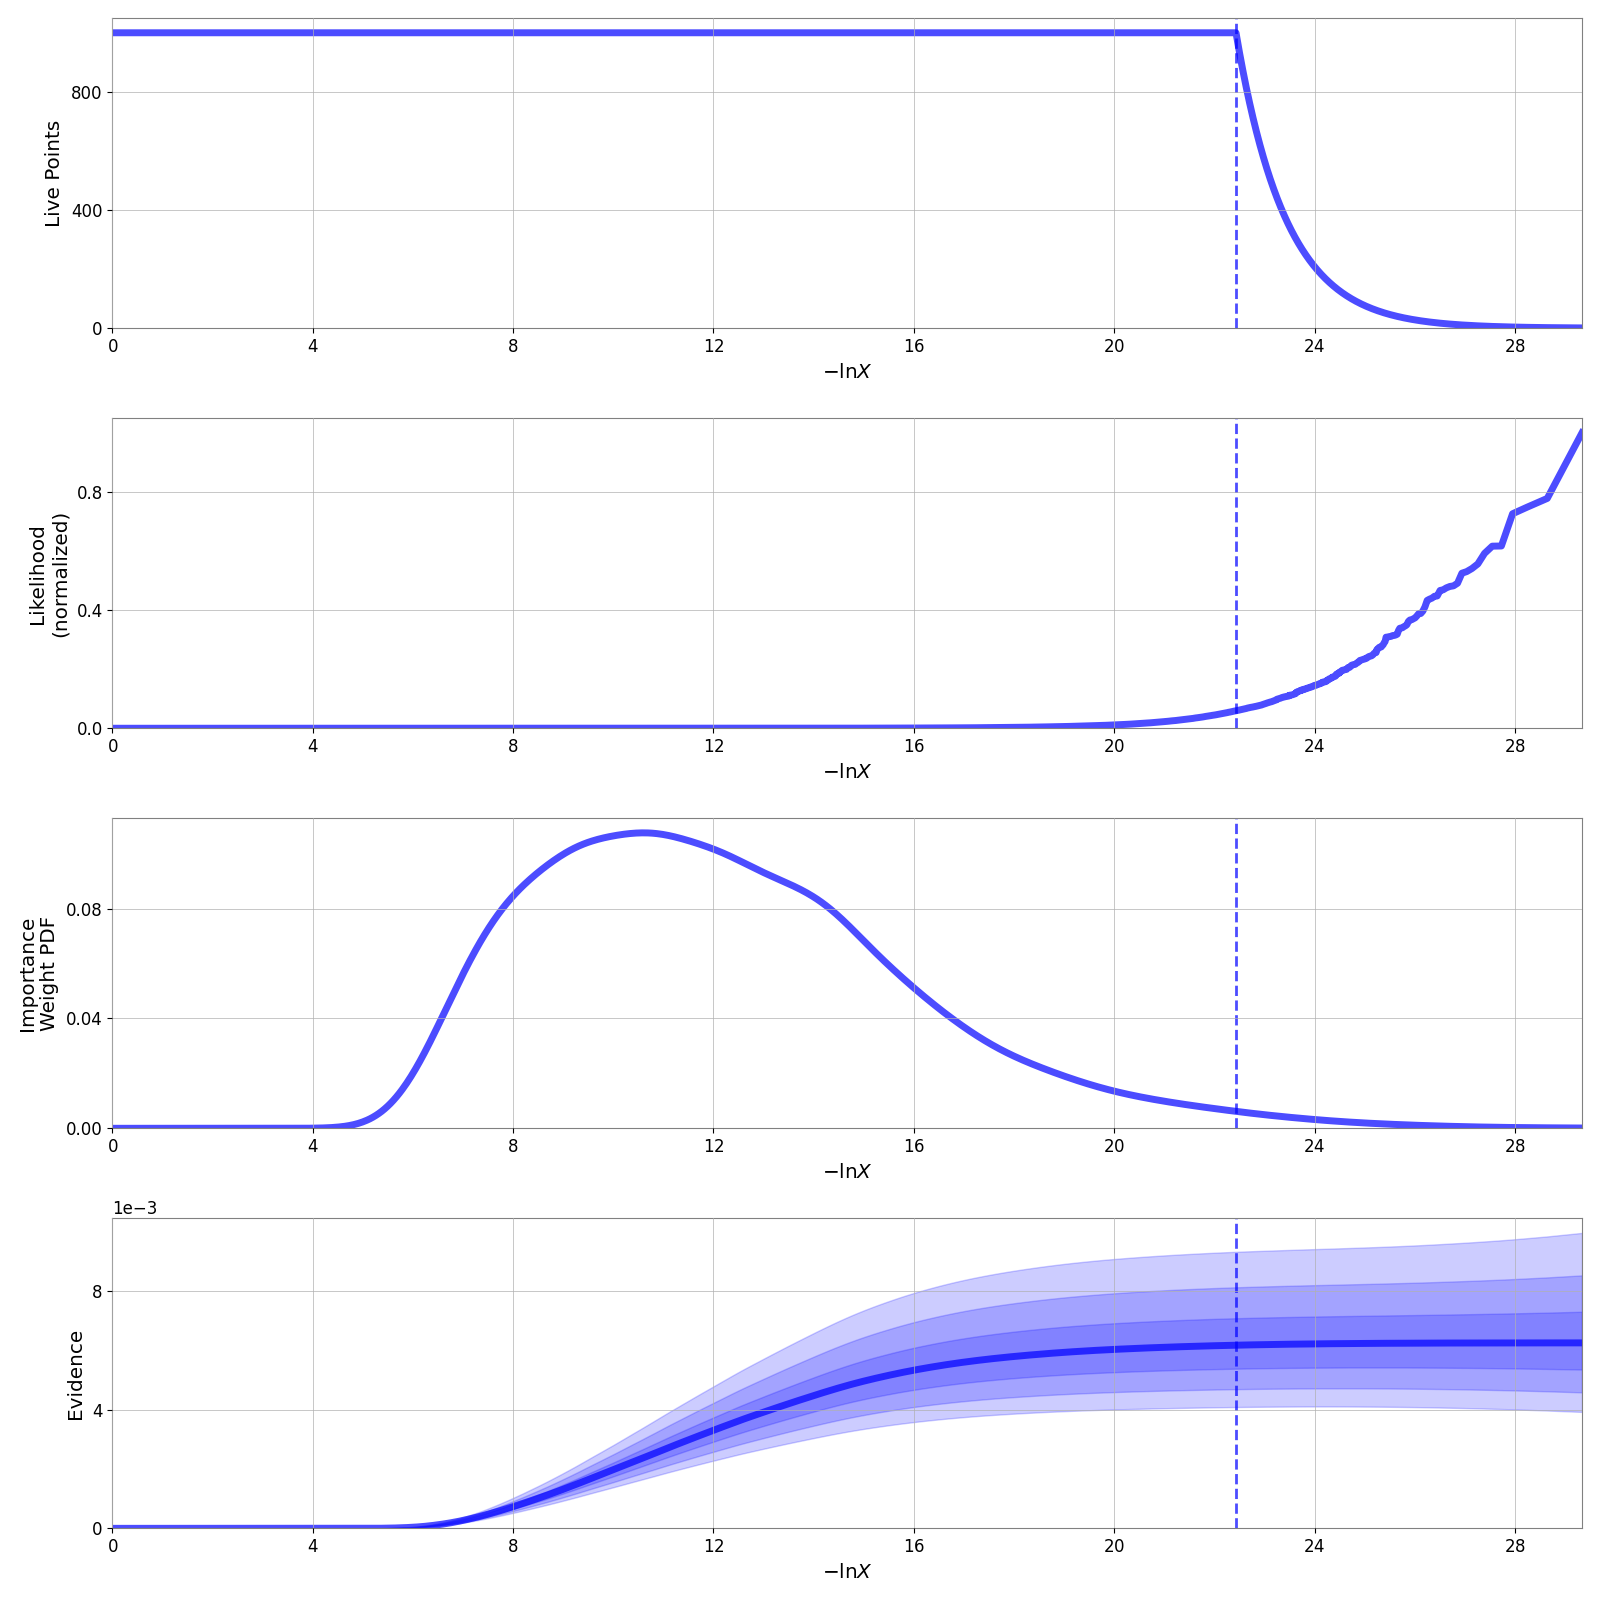 800
400
0
Live Points
0 4 8 12 16 20 24 28
−lnX
0.8
0.4
0.0
Likelihood
(normalized)
0 4 8 12 16 20 24 28
−lnX
0.08
0.04
0.00
Importance
Weight PDF
0 4 8 12 16 20 24 28
−lnX
1e−3
8
4
0
Evidence
0 4 8 12 16 20 24 28
−lnX